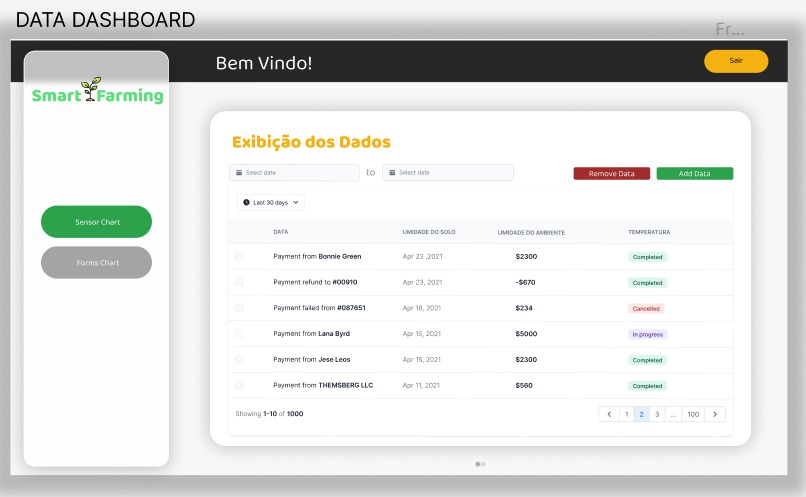 DATA DASHBOARD
Fr...
Bem Vindo!
Sair
Smart Farming
Sensor Chart
Forms Chart
Exibição dos Dados
Select date to Select date
Remove Data Add Data
Last 30 days
DATA UMIDADE DO SOLO UMIDADE DO AMBIENTE TEMPERATURA
Payment from Bonnie Green Apr 23 ,2021 $2300 Completed
Payment refund to #00910 Apr 23, 2021 -$670 Completed
Payment failed from #087651 Apr 18, 2021 $234 Cancelled
Payment from Lana Byrd Apr 15, 2021 $5000 In progress
Payment from Jese Leos Apr 15, 2021 $2300 Completed
Payment from THEMSBERG LLC Apr 11, 2021 $560 Completed
Showing 1-10 of 1000 1 2 3 ... 100